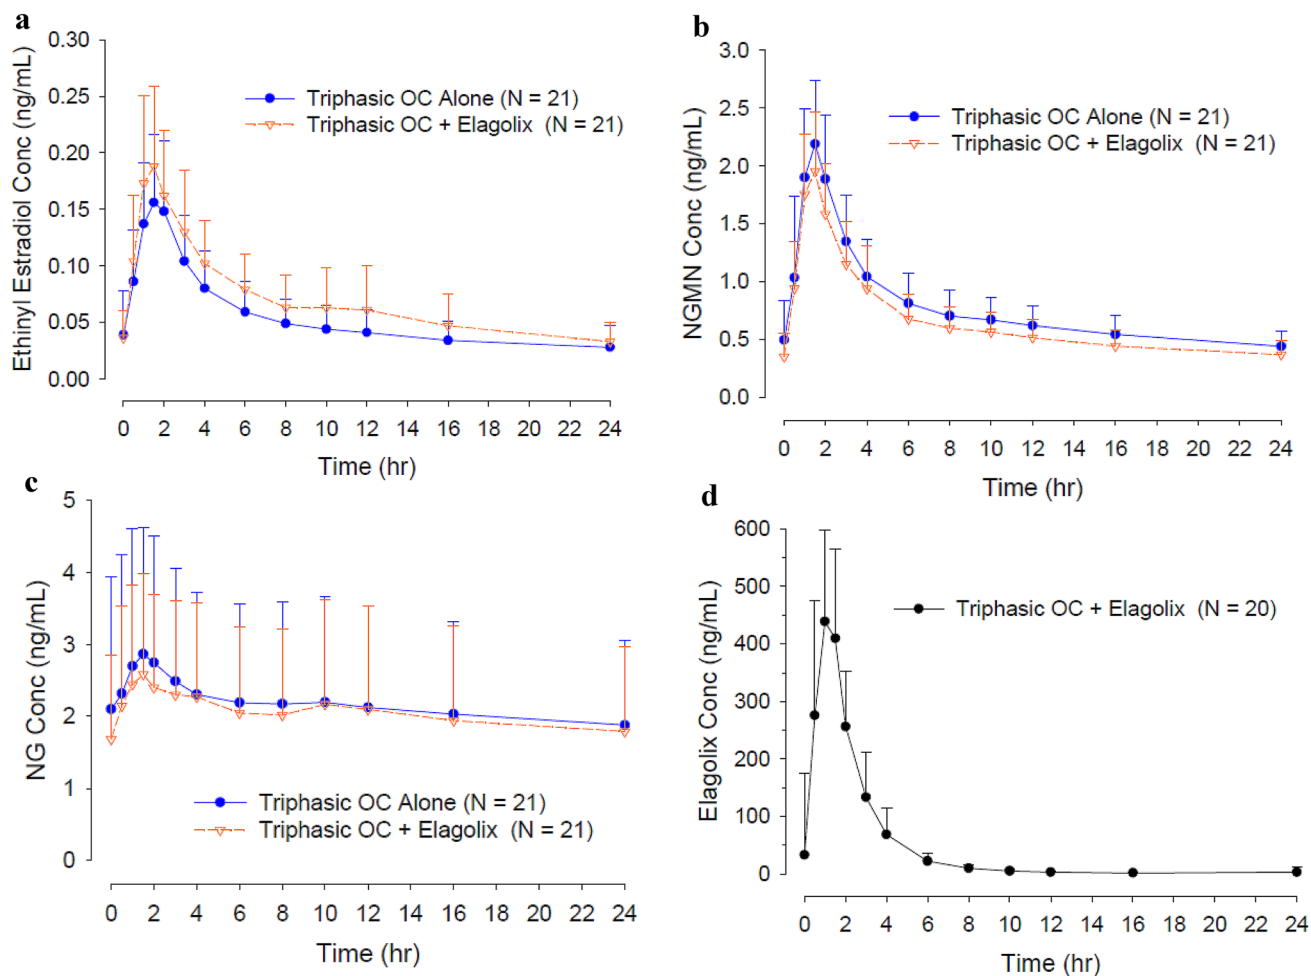 a
Ethinyl Estradiol Conc (ng/mL)
0.30
0.25
0.20
0.15
0.10
0.05
0.00
Triphasic OC Alone (N = 21)
Triphasic OC + Elagolix (N = 21)
0 2 4 6 8 10 12 14 16 18 20 22 24
Time (hr)
b
NGMN Conc (ng/mL)
3.0
2.5
2.0
1.5
1.0
0.5
0.0
Triphasic OC Alone (N = 21)
Triphasic OC + Elagolix (N = 21)
0 2 4 6 8 10 12 14 16 18 20 22 24
Time (hr)
c
NG Conc (ng/mL)
5
4
3
2
1
0
Triphasic OC Alone (N = 21)
Triphasic OC + Elagolix (N = 21)
0 2 4 6 8 10 12 14 16 18 20 22 24
Time (hr)
d
Elagolix Conc (ng/mL)
600
500
400
300
200
100
0
Triphasic OC + Elagolix (N = 20)
0 2 4 6 8 10 12 14 16 18 20 22 24
Time (hr)